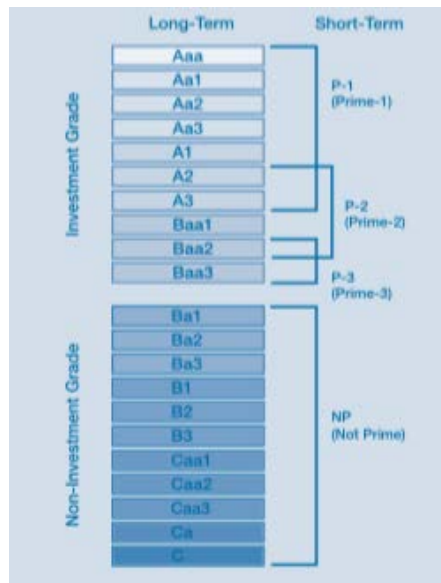 Long-Term
Short-Term
Investment Grade
Aaa
Aa1
Aa2
Aa3
A1
A2
A3
Baa1
Baa2
Baa3
P-1
(Prime-1)
P-2
(Prime-2)
P-3
(Prime-3)
Non-Investment Grade
Ba1
Ba2
Ba3
B1
B2
B3
Caa1
Caa2
Caa3
Ca
C
NP
(Not Prime)